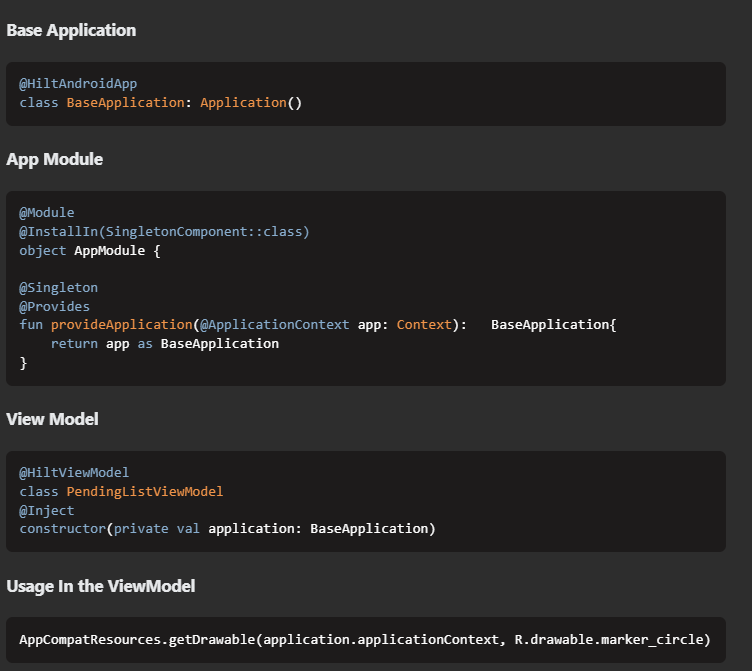 Base Application
@HiltAndroidApp
class BaseApplication: Application()
App Module
@Module
@InstallIn(SingletonComponent::class)
object AppModule {
@Singleton
@Provides
fun provideApplication(@ApplicationContext app: Context):   BaseApplication{
    return app as BaseApplication
}
View Model
@HiltViewModel
class PendingListViewModel
@Inject
constructor(private val application: BaseApplication)
Usage In the ViewModel
AppCompatResources.getDrawable(application.applicationContext, R.drawable.marker_circle)